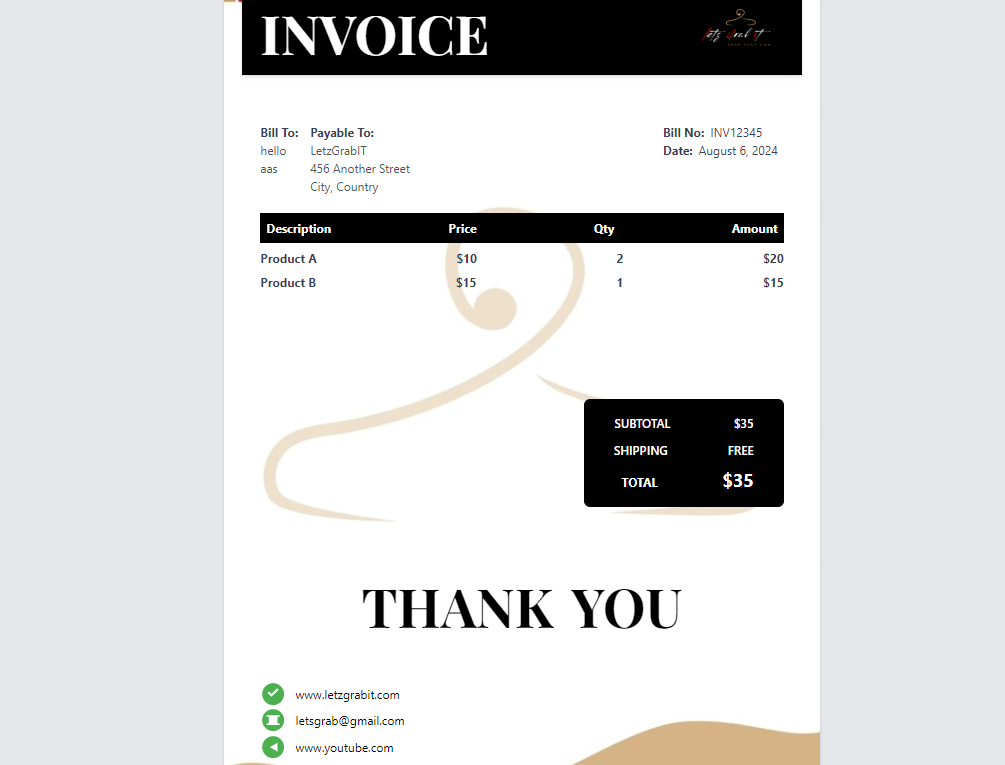 INVOICE
Letz Grab it
Bill To:
hello
aas
Payable To:
LetzGrabIT
456 Another Street
City, Country
Bill No: INV12345
Date: August 6, 2024
Description Price Qty Amount
Product A $10 2 $20
Product B $15 1 $15
SUBTOTAL $35
SHIPPING FREE
TOTAL $35
THANK YOU
www.letzgrabit.com
letsgrab@gmail.com
www.youtube.com